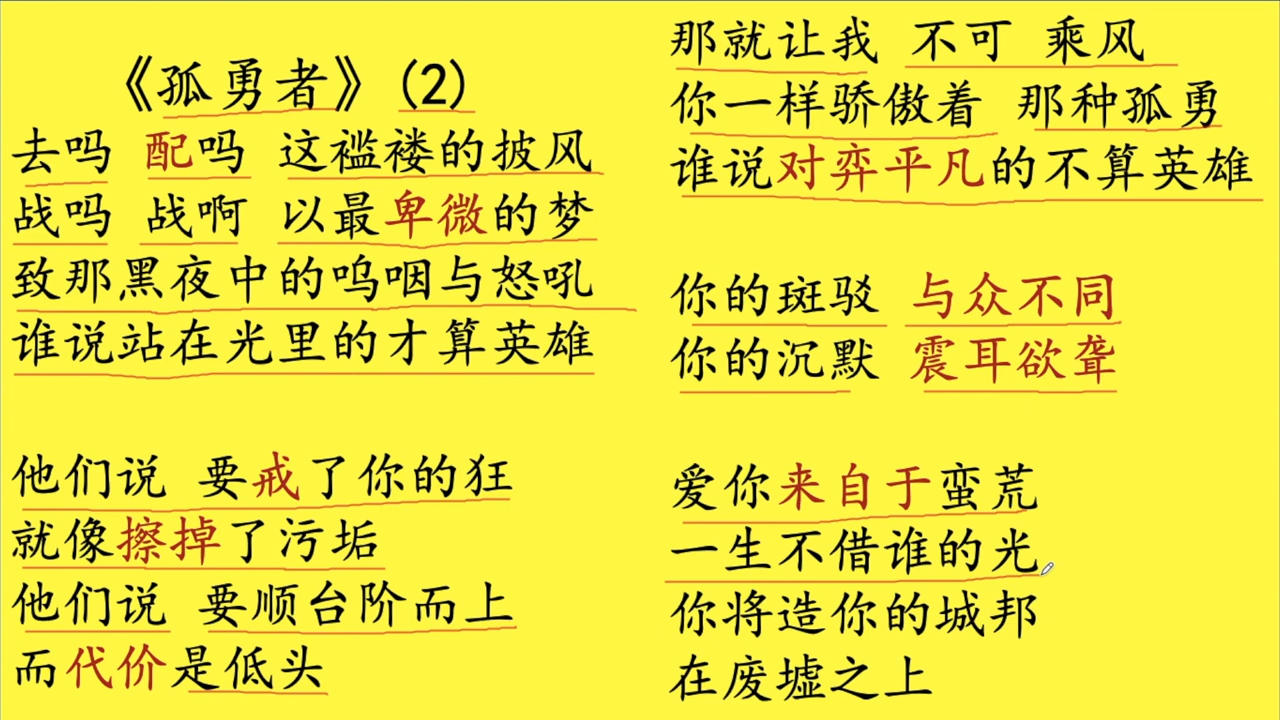 《孤勇者》(2)
去吗 配吗 这褴褛的披风
战吗 战啊 以最卑微的梦
致那黑夜中的呜咽与怒吼
谁说站在光里的才算英雄
他们说 要戒了你的狂
就像擦掉了污垢
他们说 要顺台阶而上
而代价是低头
那就让我 不可 乘风
你一样骄傲着 那种孤勇
谁说对弈平凡的不算英雄
你的斑驳 与众不同
你的沉默 震耳欲聋
爱你来自于蛮荒
一生不借谁的光
你将造你的城邦
在废墟之上